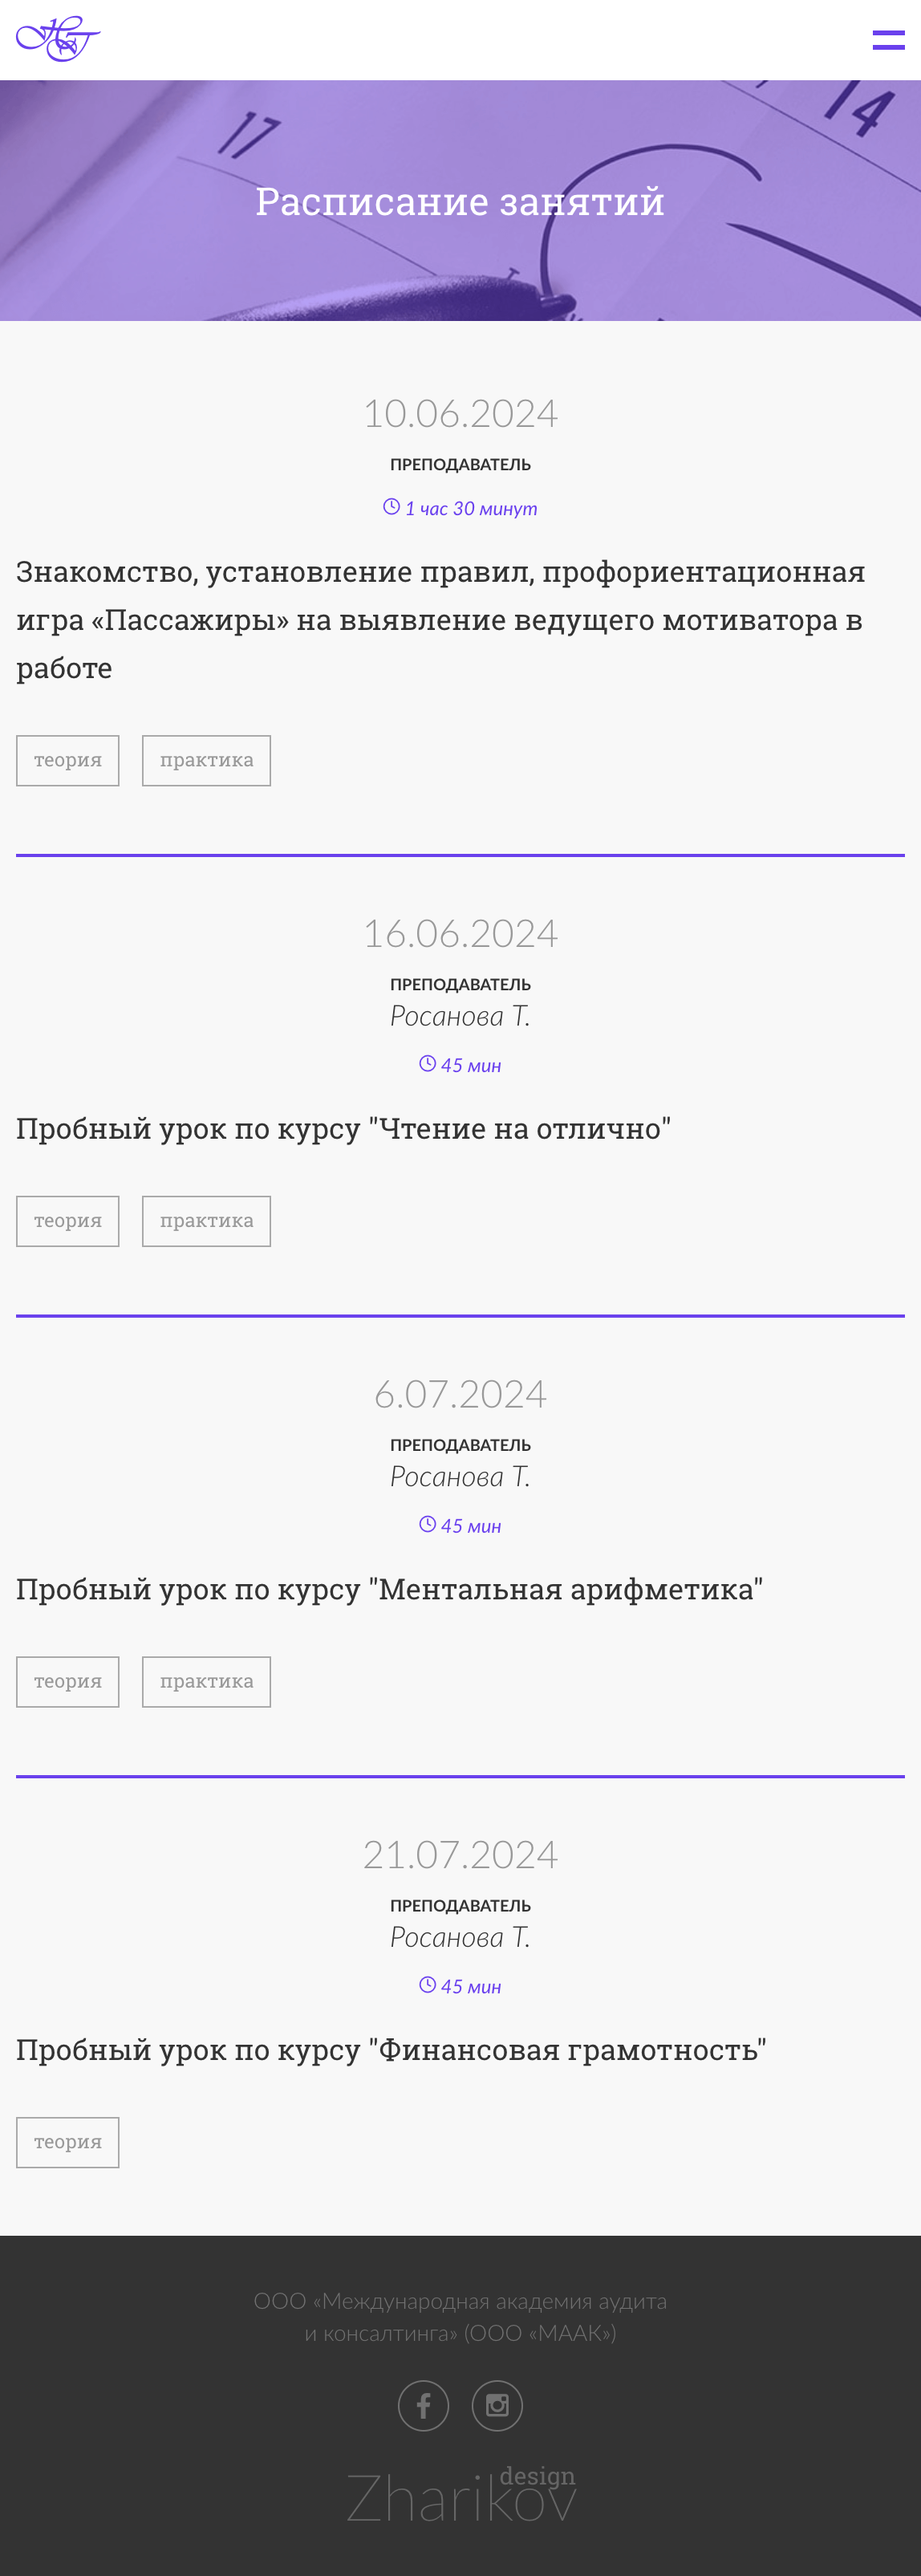 17
14
Расписание занятий
10.06.2024
ПРЕПОДАВАТЕЛЬ
1 час 30 минут
Знакомство, установление правил, профориентационная
игра «Пассажиры» на выявление ведущего мотиватора в
работе
теория практика
16.06.2024
ПРЕПОДАВАТЕЛЬ
Росанова Т.
45 мин
Пробный урок по курсу "Чтение на отлично"
теория практика
6.07.2024
ПРЕПОДАВАТЕЛЬ
Росанова Т.
45 мин
Пробный урок по курсу "Ментальная арифметика"
теория практика
21.07.2024
ПРЕПОДАВАТЕЛЬ
Росанова Т.
45 мин
Пробный урок по курсу "Финансовая грамотность"
теория
ООО «Международная академия аудита
и консалтинга» (ООО «МААК»)
design
Zharikov